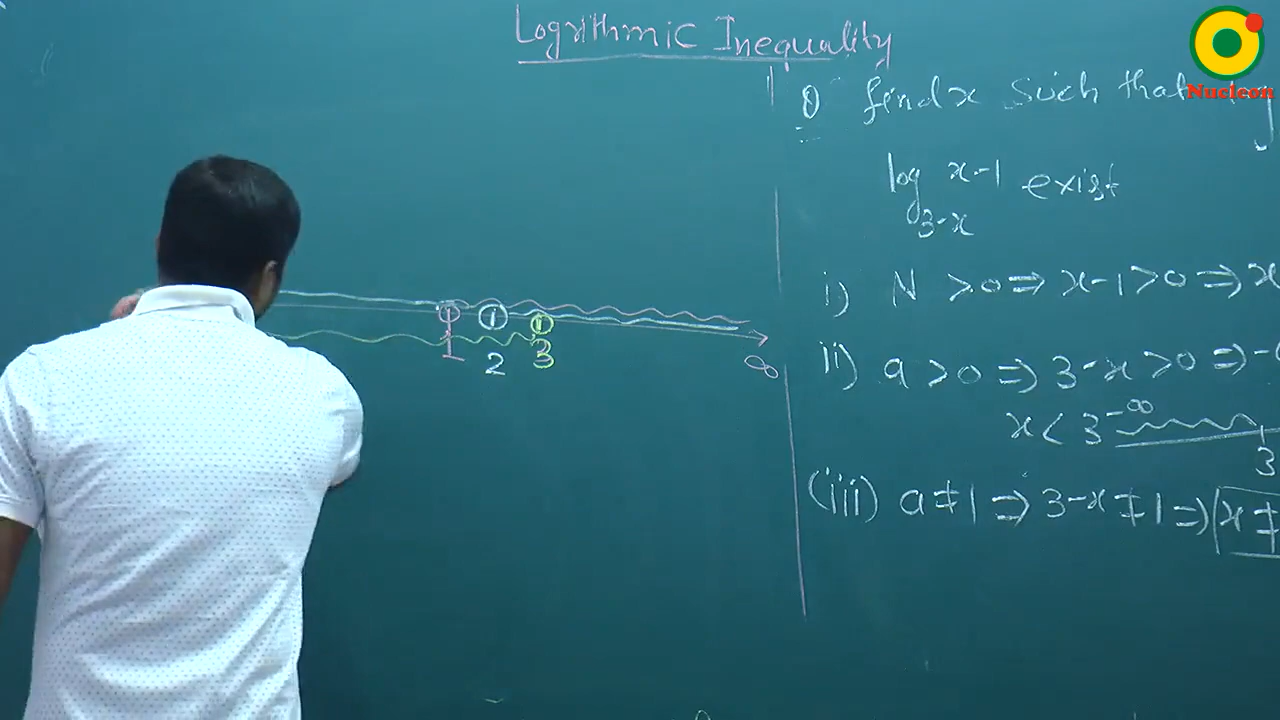 Logrithmic Inequality
Nucleon
Q find x such that
log 3-x x-1 exist
i) N >0 ⇒ x-1>0 ⇒ x
ii) a >0 ⇒ 3-x >0 ⇒ -
x < 3 -∞
3
(iii) a ≠ 1 ⇒ 3-x ≠ 1 ⇒ x ≠
1 2 3 ∞